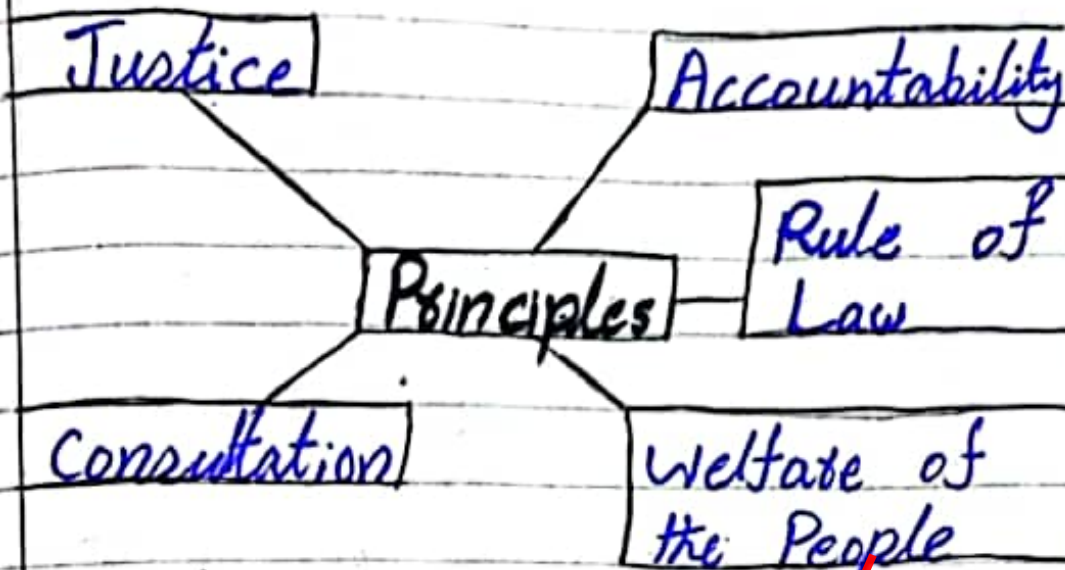 Justice
Accountability
Rule of
Law
Principles
Consultation
Welfare of
the People